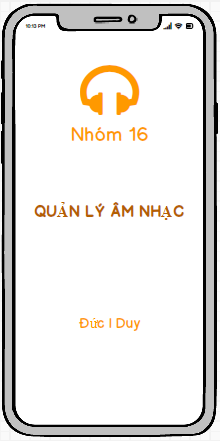 10:13 PM
Nhóm 16
QUẢN LÝ ÂM NHẠC
Đức | Duy